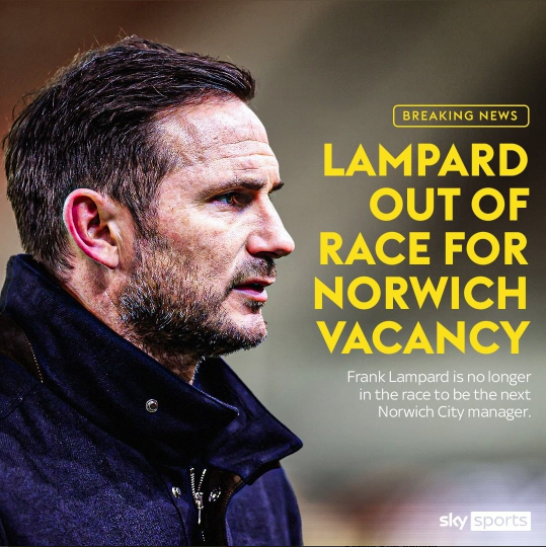 BREAKING NEWS
LAMPARD
OUT OF
RACE FOR
NORWICH
VACANCY
Frank Lampard is no longer
in the race to be the next
Norwich City manager.
sky sports